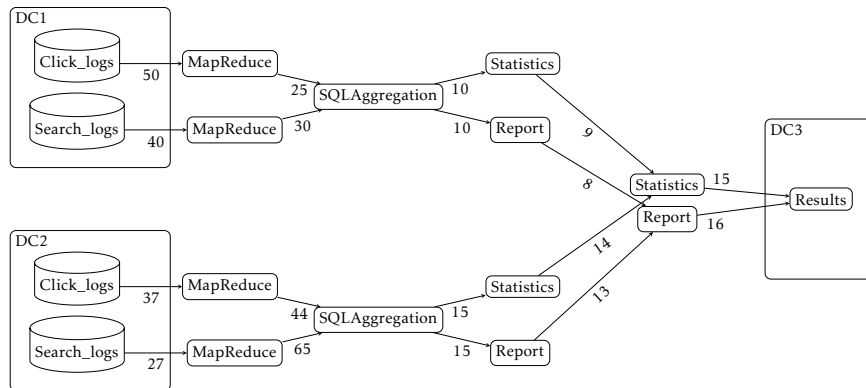 DC1
Click_logs
50
MapReduce
25
Search_logs
40
MapReduce
30
SQLAggregation
10
Statistics
9
10
Report
8
DC2
Click_logs
37
MapReduce
44
Search_logs
27
MapReduce
65
SQLAggregation
15
Statistics
14
15
Report
13
Statistics
15
Report
16
DC3
Results